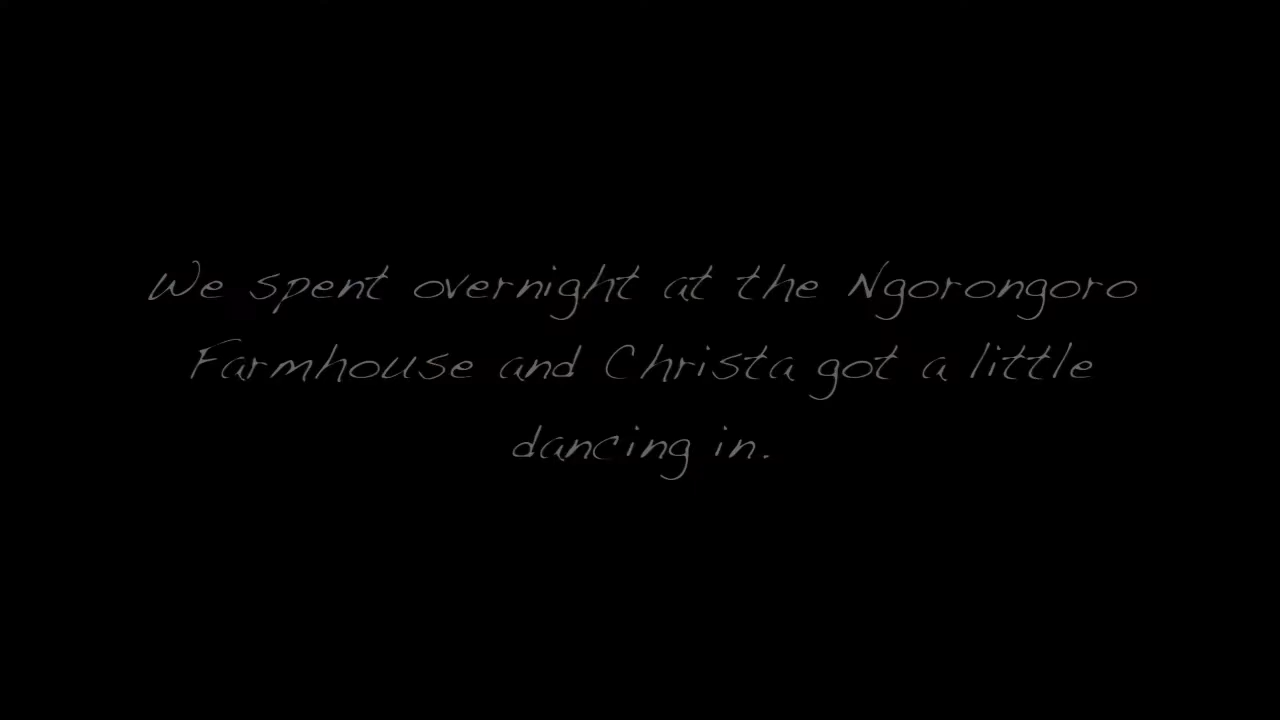 We spent overnight at the Ngorongoro
Farmhouse and Christa got a little
dancing in.